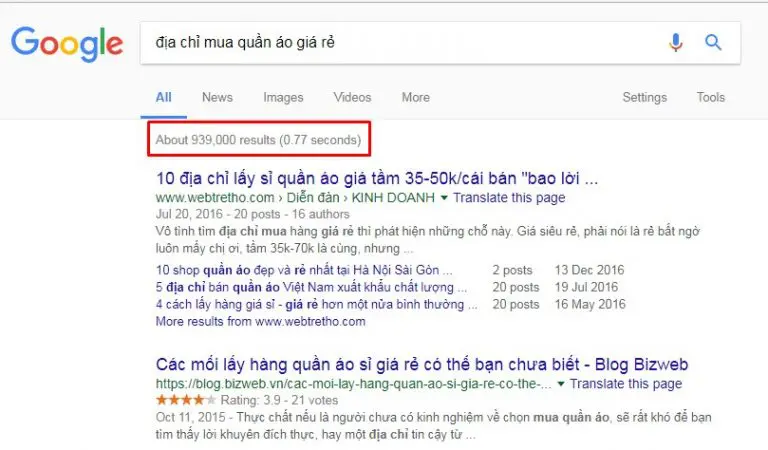 Google
địa chỉ mua quần áo giá rẻ
All News Images Videos More Settings Tools
About 939,000 results (0.77 seconds)
10 địa chỉ lấy sỉ quần áo giá tầm 35-50k/cái bán "bao lời ...
www.webtretho.com › Diễn đàn › KINH DOANH ▼ Translate this page
Jul 20, 2016 - 20 posts - 16 authors
Vô tình tìm địa chỉ mua hàng giá rẻ thì phát hiện những chỗ này. Giá siêu rẻ, phải nói là rẻ bất ngờ
luôn mấy chị ơi, tầm 35k-70k là cùng, nhưng ...
10 shop quần áo đẹp và rẻ nhất tại Hà Nội Sài Gòn ... 2 posts 13 Dec 2016
5 địa chỉ bán quần áo Việt Nam xuất khẩu chất lượng ... 20 posts 19 Jul 2016
4 cách lấy hàng giá sỉ - giá rẻ hơn một nửa bình thường ... 20 posts 16 May 2016
More results from www.webtretho.com
Các mối lấy hàng quần áo sỉ giá rẻ có thể bạn chưa biết - Blog Bizweb
https://blog.bizweb.vn/cac-moi-lay-hang-quan-ao-si-gia-re-co-the-... ▼ Translate this page
Rating: 3.9 - 21 votes
Oct 11, 2015 - Thực chất nếu là người chưa có kinh nghiệm về chọn mua quần áo, sẽ rất khó để bạn
tìm thấy lời khuyên đích thực, hay một địa chỉ tin cậy từ ...